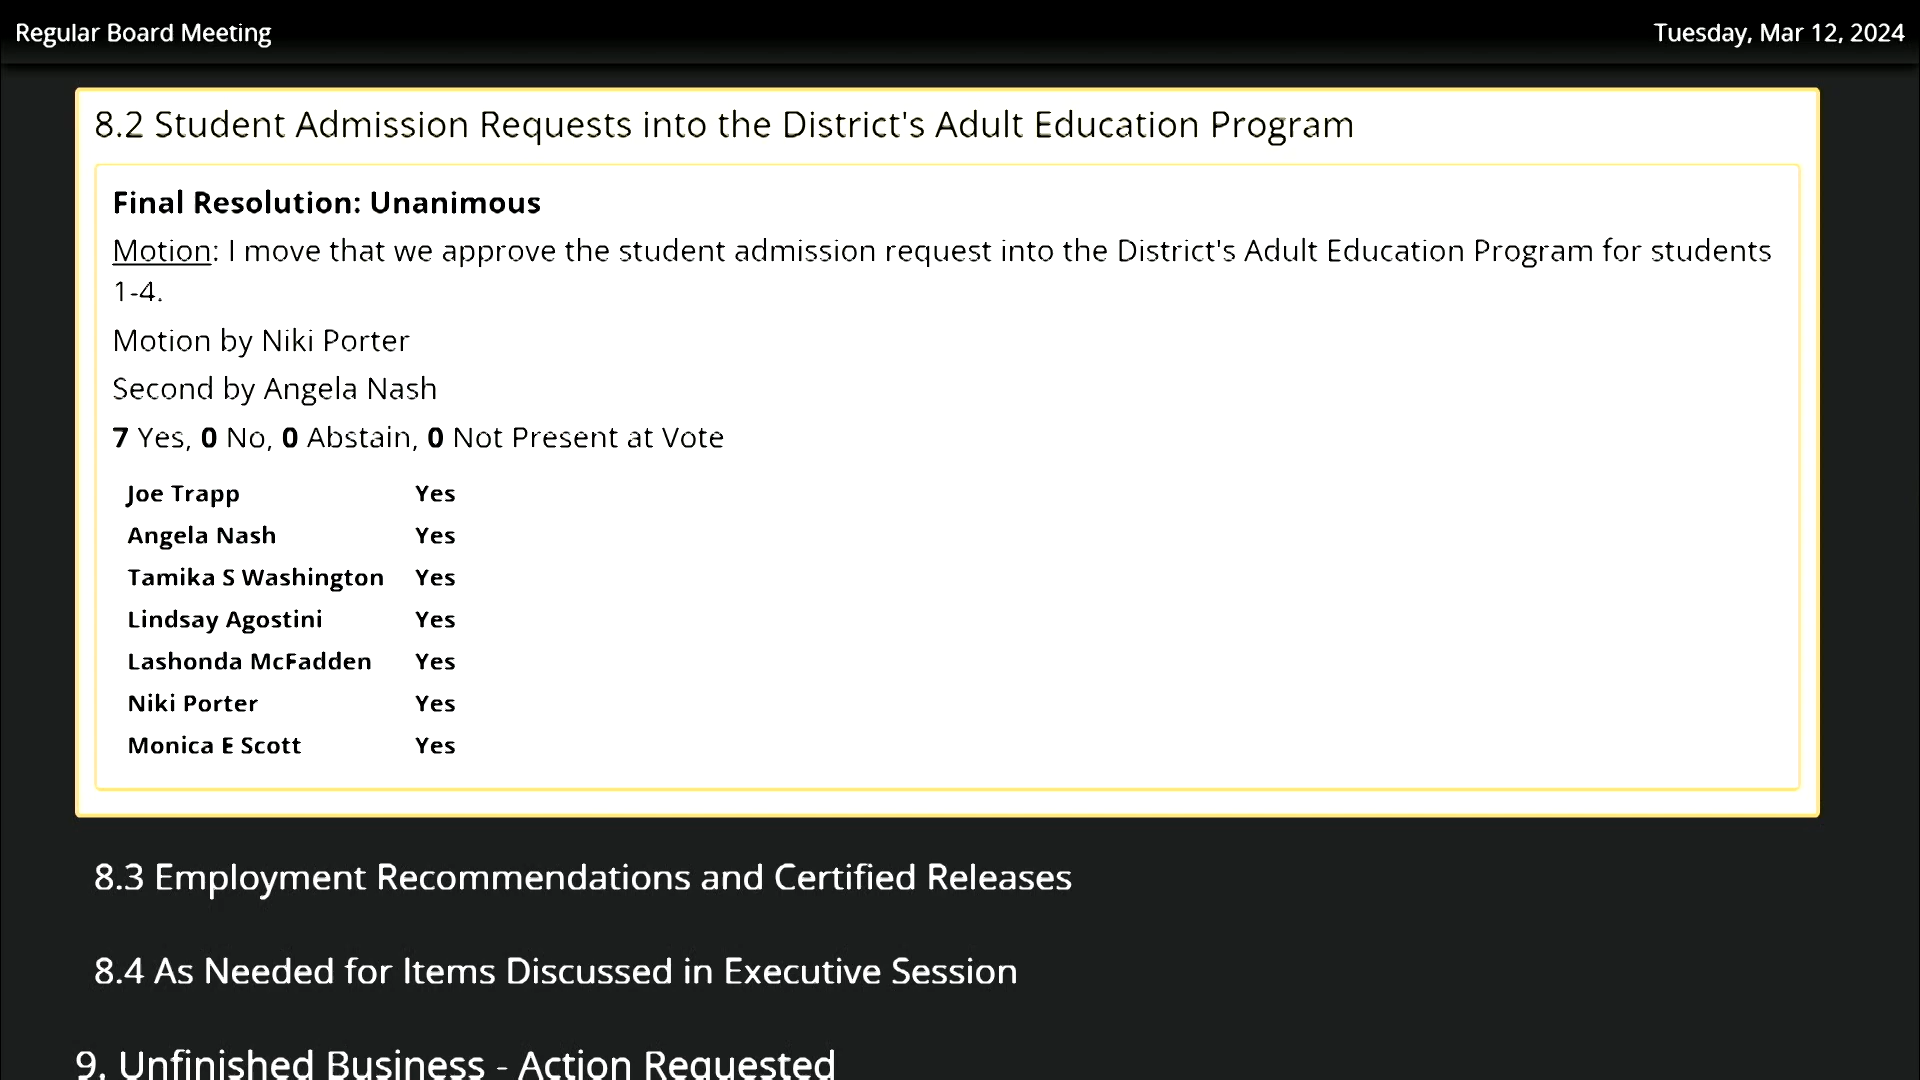 Regular Board Meeting
Tuesday, Mar 12, 2024
8.2 Student Admission Requests into the District's Adult Education Program
Final Resolution: Unanimous
Motion: I move that we approve the student admission request into the District's Adult Education Program for students
1-4.
Motion by Niki Porter
Second by Angela Nash
7 Yes, 0 No, 0 Abstain, 0 Not Present at Vote
Joe Trapp Yes
Angela Nash Yes
Tamika S Washington Yes
Lindsay Agostini Yes
Lashonda McFadden Yes
Niki Porter Yes
Monica E Scott Yes
8.3 Employment Recommendations and Certified Releases
8.4 As Needed for Items Discussed in Executive Session
9. Unfinished Business - Action Requested